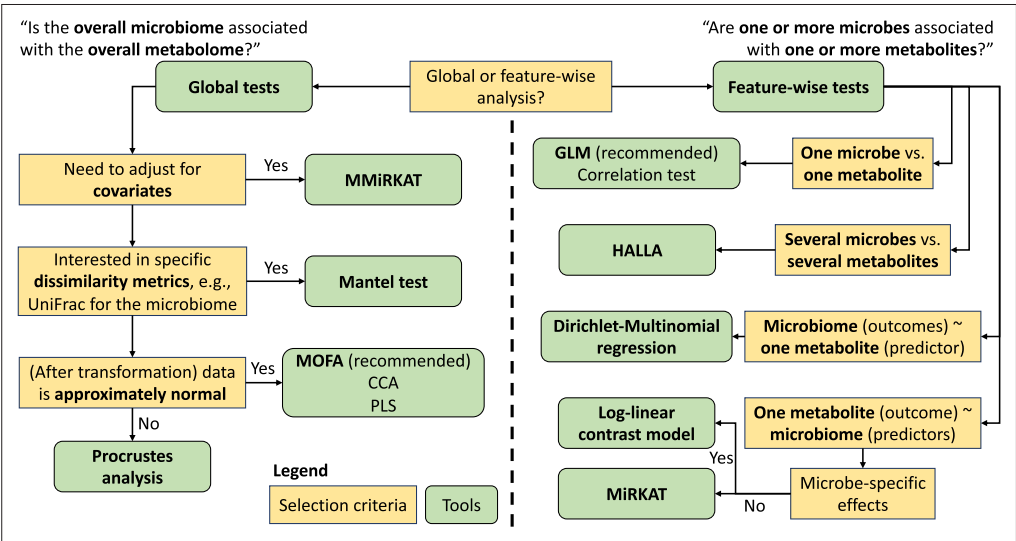 “Is the overall microbiome associated
with the overall metabolome?”
“Are one or more microbes associated
with one or more metabolites?”
Global tests
Global or feature-wise
analysis?
Feature-wise tests
Need to adjust for
covariates
Yes
MMiRKAT
Interested in specific
dissimilarity metrics, e.g.,
UniFrac for the microbiome
Yes
Mantel test
(After transformation) data
is approximately normal
Yes
MOFA (recommended)
CCA
PLS
No
Procrustes
analysis
Legend
Selection criteria
Tools
GLM (recommended)
Correlation test
One microbe vs.
one metabolite
HALLA
Several microbes vs.
several metabolites
Dirichlet-Multinomial
regression
Microbiome (outcomes) ~
one metabolite (predictor)
Log-linear
contrast model
One metabolite (outcome) ~
microbiome (predictors)
Yes
MiRKAT
No
Microbe-specific
effects